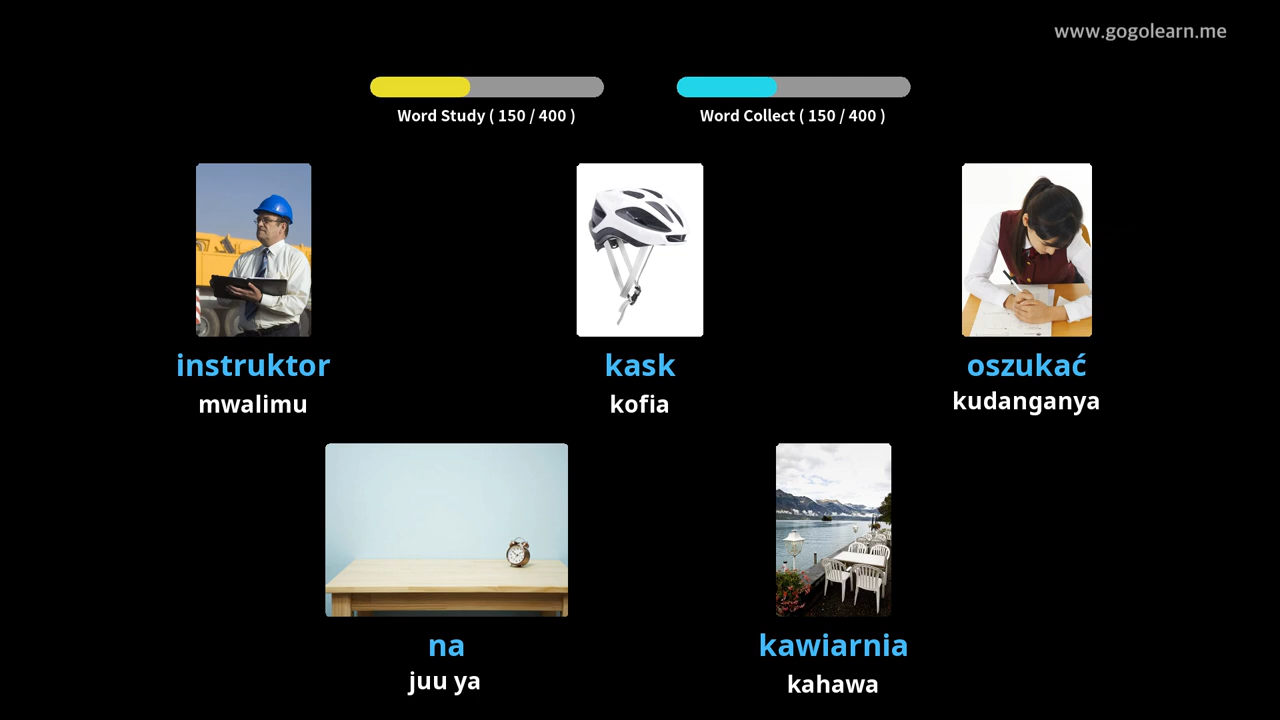 www.gogolearn.me
Word Study ( 150 / 400 )
Word Collect ( 150 / 400 )
instruktor
mwalimu
kask
kofia
oszukać
kudanganya
na
juu ya
kawiarnia
kahawa